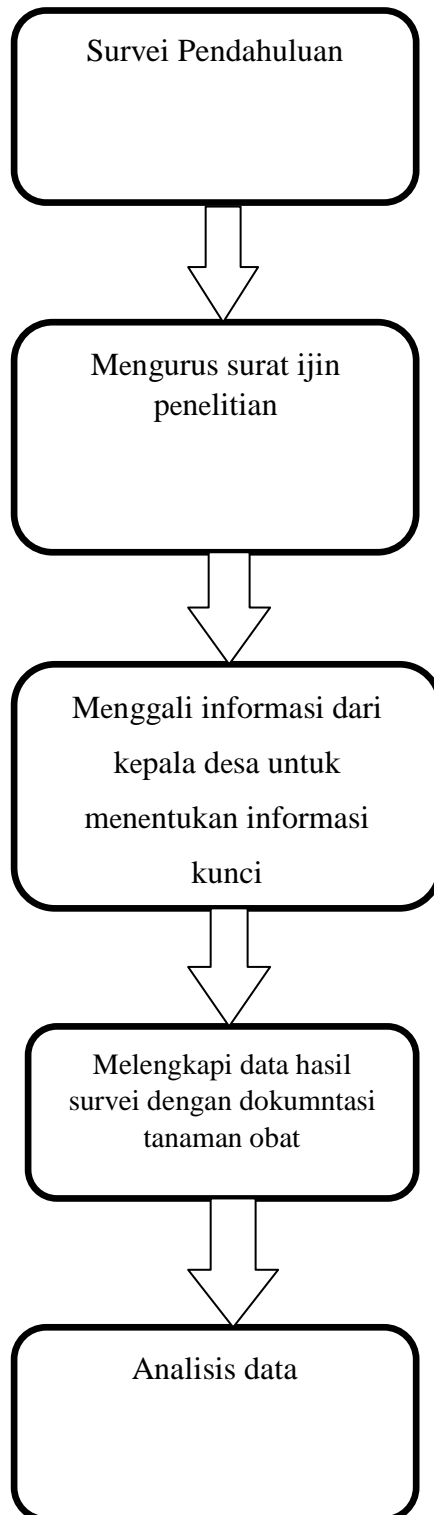 Survei Pendahuluan
Mengurus surat ijin
penelitian
Menggali informasi dari
kepala desa untuk
menentukan informasi
kunci
Melengkapi data hasil
survei dengan dokumntasi
tanaman obat
Analisis data